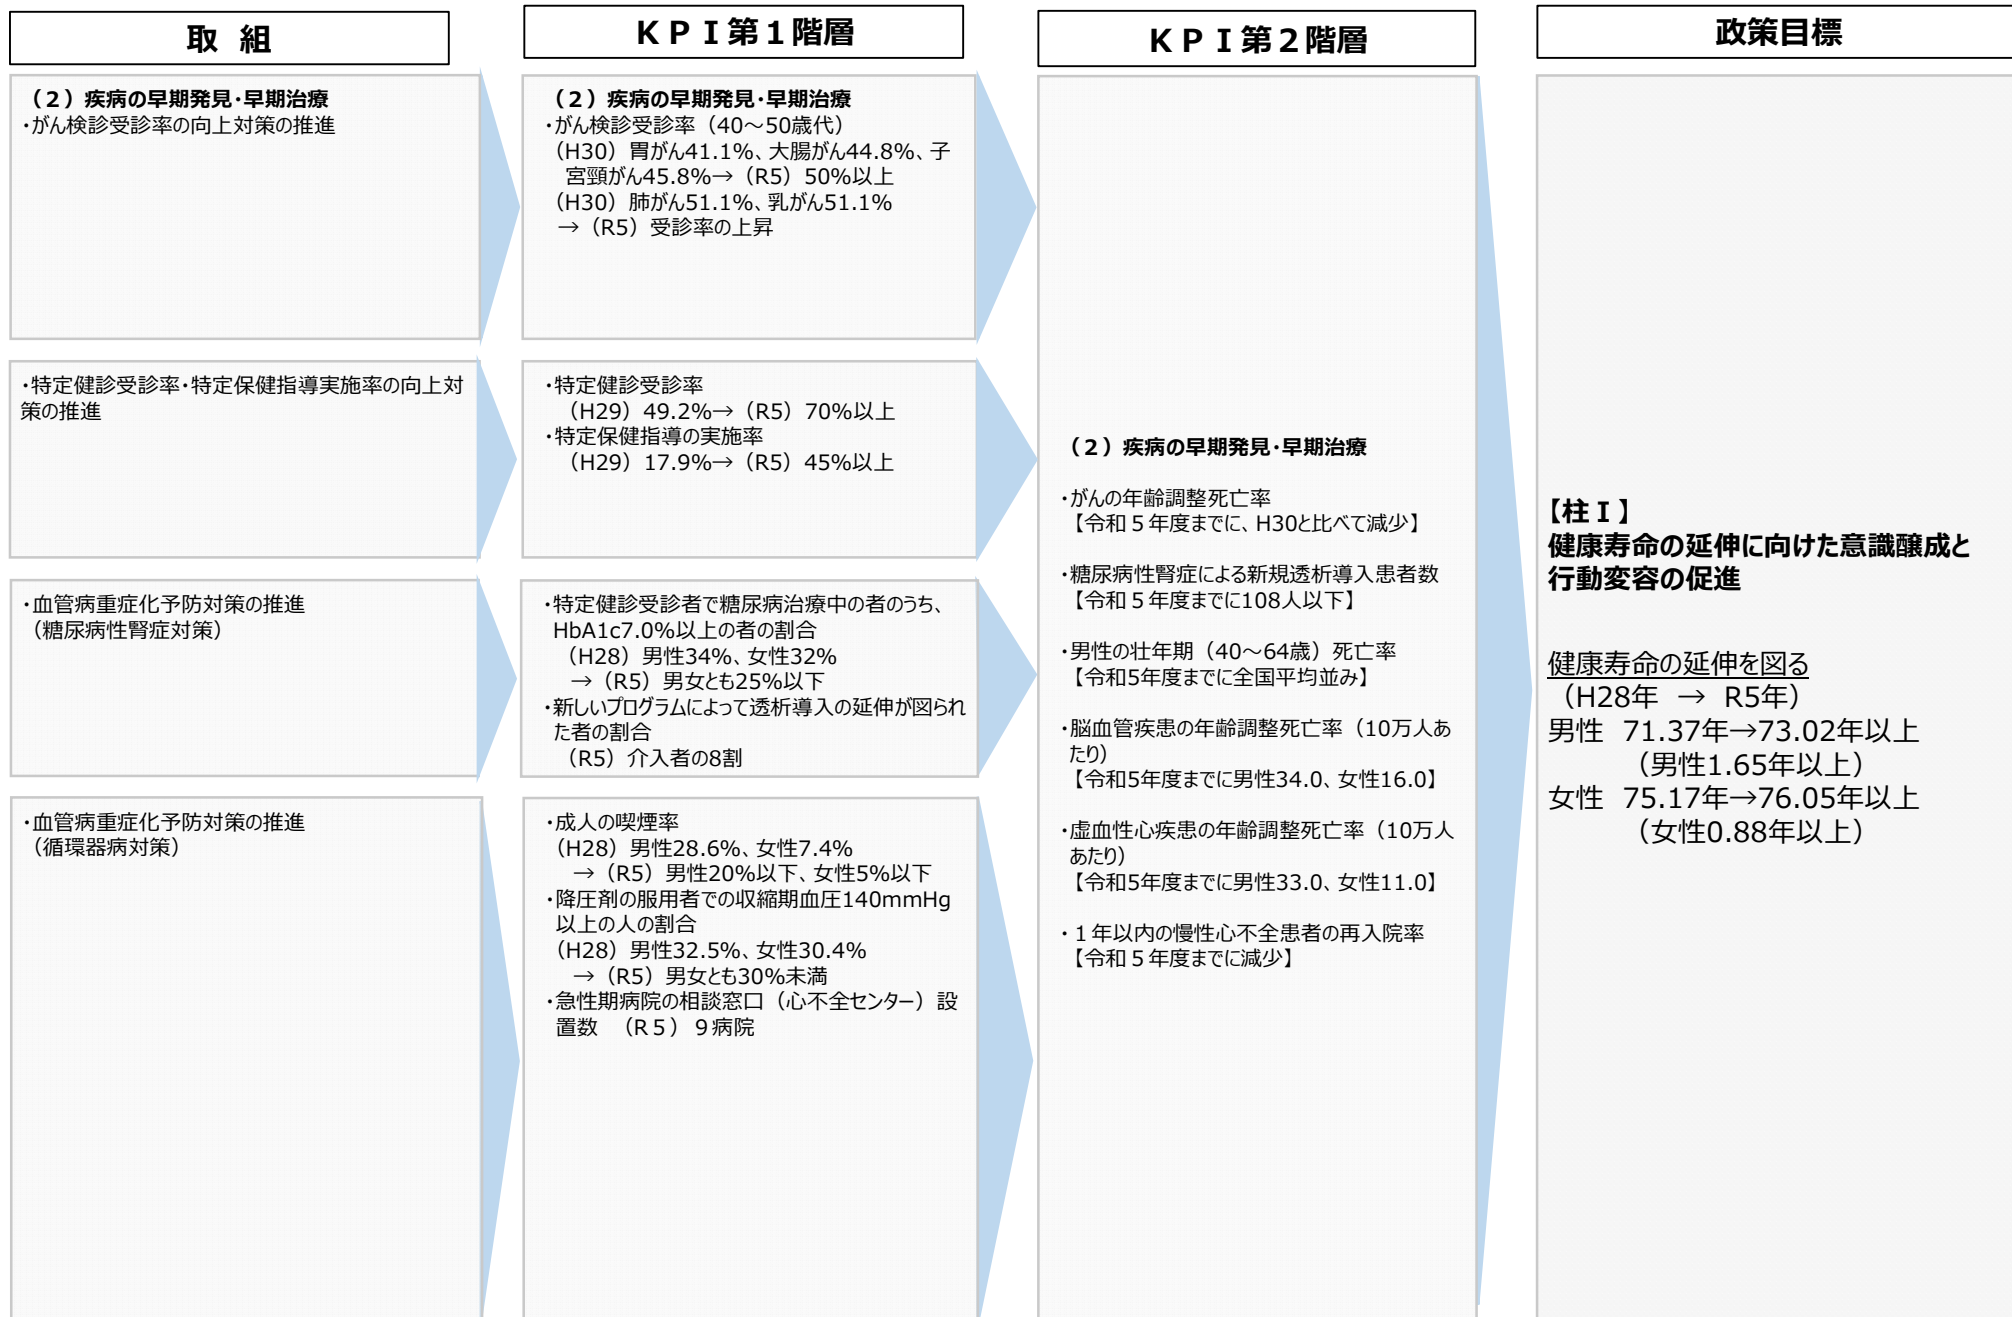 取 組
（２）疾病の早期発見･早期治療
･がん検診受診率の向上対策の推進
･特定健診受診率･特定保健指導実施率の向上対
策の推進
･血管病重症化予防対策の推進
（糖尿病性腎症対策）
･血管病重症化予防対策の推進
（循環器病対策）
ＫＰＩ第１階層
（２）疾病の早期発見･早期治療
･がん検診受診率（40～50歳代）
（H30）胃がん41.1%、大腸がん44.8%、子
宮頸がん45.8%→（R5）50%以上
（H30）肺がん51.1%、乳がん51.1%
→（R5）受診率の上昇
･特定健診受診率
（H29）49.2%→（R5）70%以上
･特定保健指導の実施率
（H29）17.9%→（R5）45%以上
･特定健診受診者で糖尿病治療中の者のうち、
HbA1c7.0%以上の者の割合
（H28）男性34%、女性32%
→（R5）男女とも25%以下
･新しいプログラムによって透析導入の延伸が図られ
た者の割合
（R5）介入者の8割
･成人の喫煙率
（H28）男性28.6%、女性7.4%
→（R5）男性20%以下、女性5%以下
･降圧剤の服用者での収縮期血圧140mmHg
以上の人の割合
（H28）男性32.5%、女性30.4%
→（R5）男女とも30%未満
･急性期病院の相談窓口（心不全センター）設
置数　（Ｒ５）９病院
ＫＰＩ第２階層
（２）疾病の早期発見･早期治療
･がんの年齢調整死亡率
【令和５年度までに、H30と比べて減少】
･糖尿病性腎症による新規透析導入患者数
【令和５年度までに108人以下】
･男性の壮年期（40～64歳）死亡率
【令和5年度までに全国平均並み】
･脳血管疾患の年齢調整死亡率（10万人あ
たり）
【令和5年度までに男性34.0、女性16.0】
･虚血性心疾患の年齢調整死亡率（10万人
あたり）
【令和5年度までに男性33.0、女性11.0】
･１年以内の慢性心不全患者の再入院率
【令和５年度までに減少】
政策目標
【柱Ⅰ】
健康寿命の延伸に向けた意識醸成と
行動変容の促進
健康寿命の延伸を図る
（H28年 → R5年）
男性 71.37年→73.02年以上
（男性1.65年以上）
女性 75.17年→76.05年以上
（女性0.88年以上）